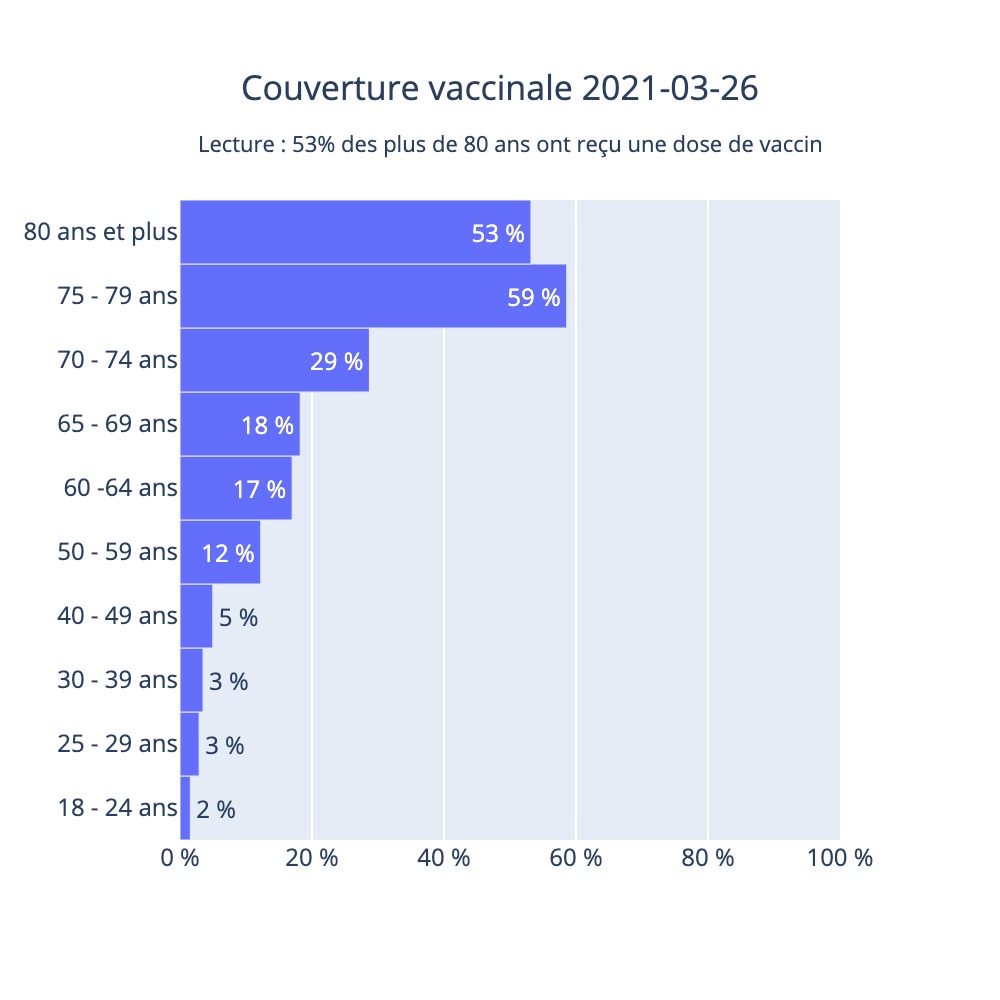 Couverture vaccinale 2021-03-26
Lecture : 53% des plus de 80 ans ont reçu une dose de vaccin
80 ans et plus 53 %
75 - 79 ans 59 %
70 - 74 ans 29 %
65 - 69 ans 18 %
60 -64 ans 17 %
50 - 59 ans 12 %
40 - 49 ans 5 %
30 - 39 ans 3 %
25 - 29 ans 3 %
18 - 24 ans 2 %
0 % 20 % 40 % 60 % 80 % 100 %